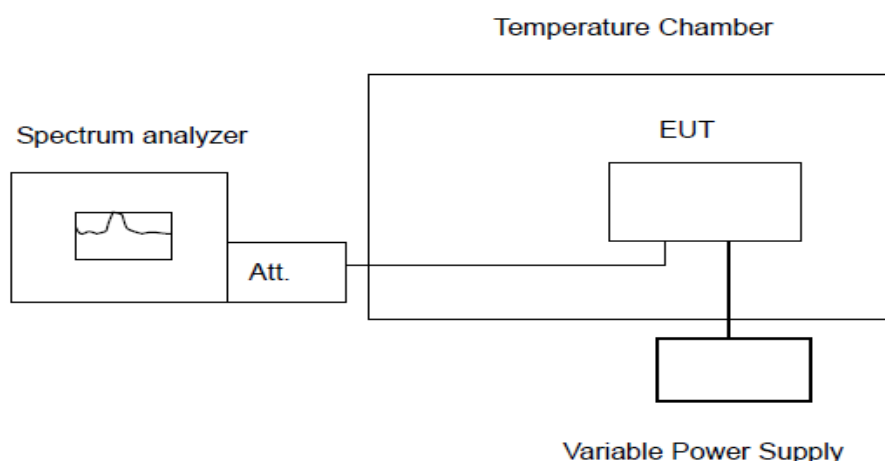 Temperature Chamber
Spectrum analyzer
EUT
Att.
Variable Power Supply